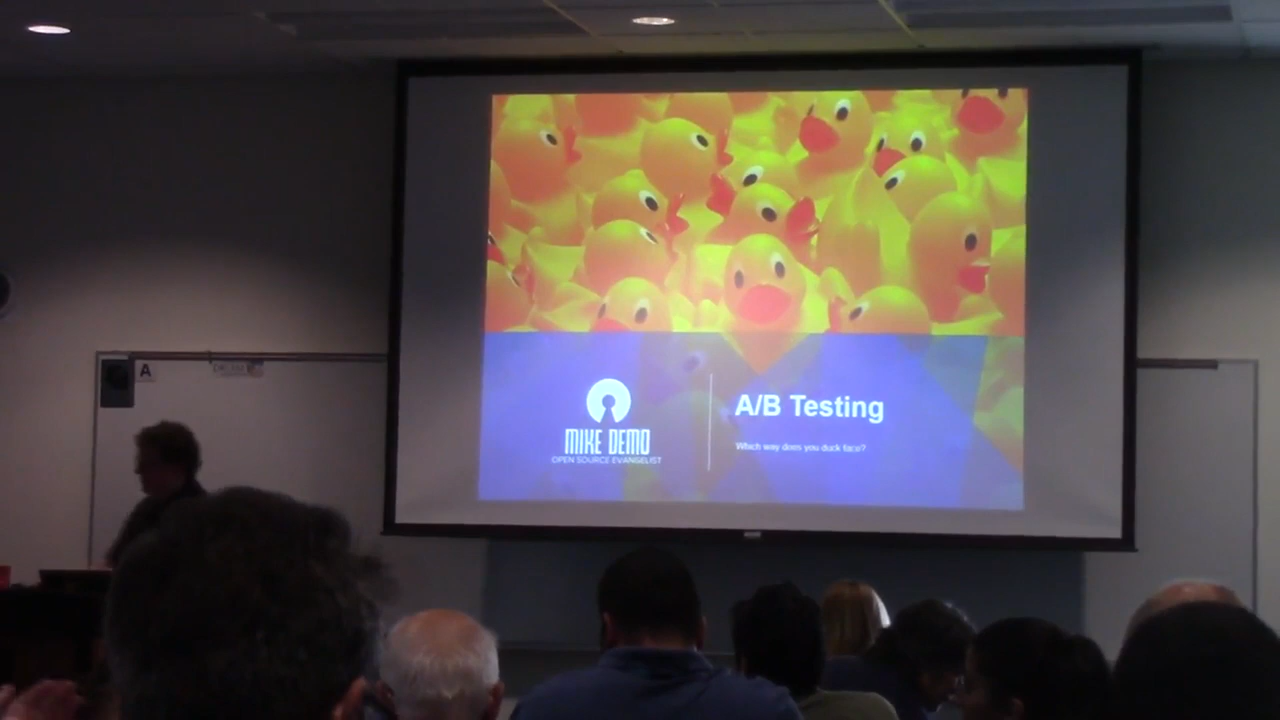 A
MIKE DEMO
OPEN SOURCE EVANGELIST
A/B Testing
Which way does you duck face?